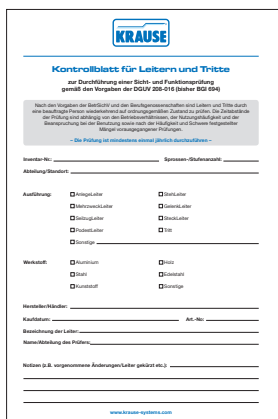 KRAUSE
Kontrollblatt für Leitern und Tritte
zur Durchführung einer Sicht- und Funktionsprüfung
gemäß den Vorgaben der DGUV 208-016 (bisher BGI 694)
Nach den Vorgaben der BetrSichV und den Berufsgenossenschaften sind Leitern und Tritte durch
eine beauftragte Person wiederkehrend auf ordnungsgemäßen Zustand zu prüfen. Die Zeitabstände
der Prüfung sind abhängig von den Betriebsverhältnissen, der Nutzungshäufigkeit und der
Beanspruchung bei der Benutzung sowie nach der Häufigkeit und Schwere festgestellter
Mängel vorausgegangener Prüfungen.
– Die Prüfung ist mindestens einmal jährlich durchzuführen –
Inventar-Nr.: Sprossen-/Stufenanzahl:
Abteilung/Standort:
Ausführung: AnlegeLeiter StehLeiter
MehrzweckLeiter GelenkLeiter
SeilzugLeiter SteckLeiter
PodestLeiter Tritt
Sonstige
Werkstoff: Aluminium Holz
Stahl Edelstahl
Kunststoff Sonstige
Hersteller/Händler:
Kaufdatum: Art.-No:
Bezeichnung der Leiter:
Name/Abteilung des Prüfers:
Notizen (z.B. vorgenommene Änderungen/Leiter gekürzt etc.):
www.krause-systems.com